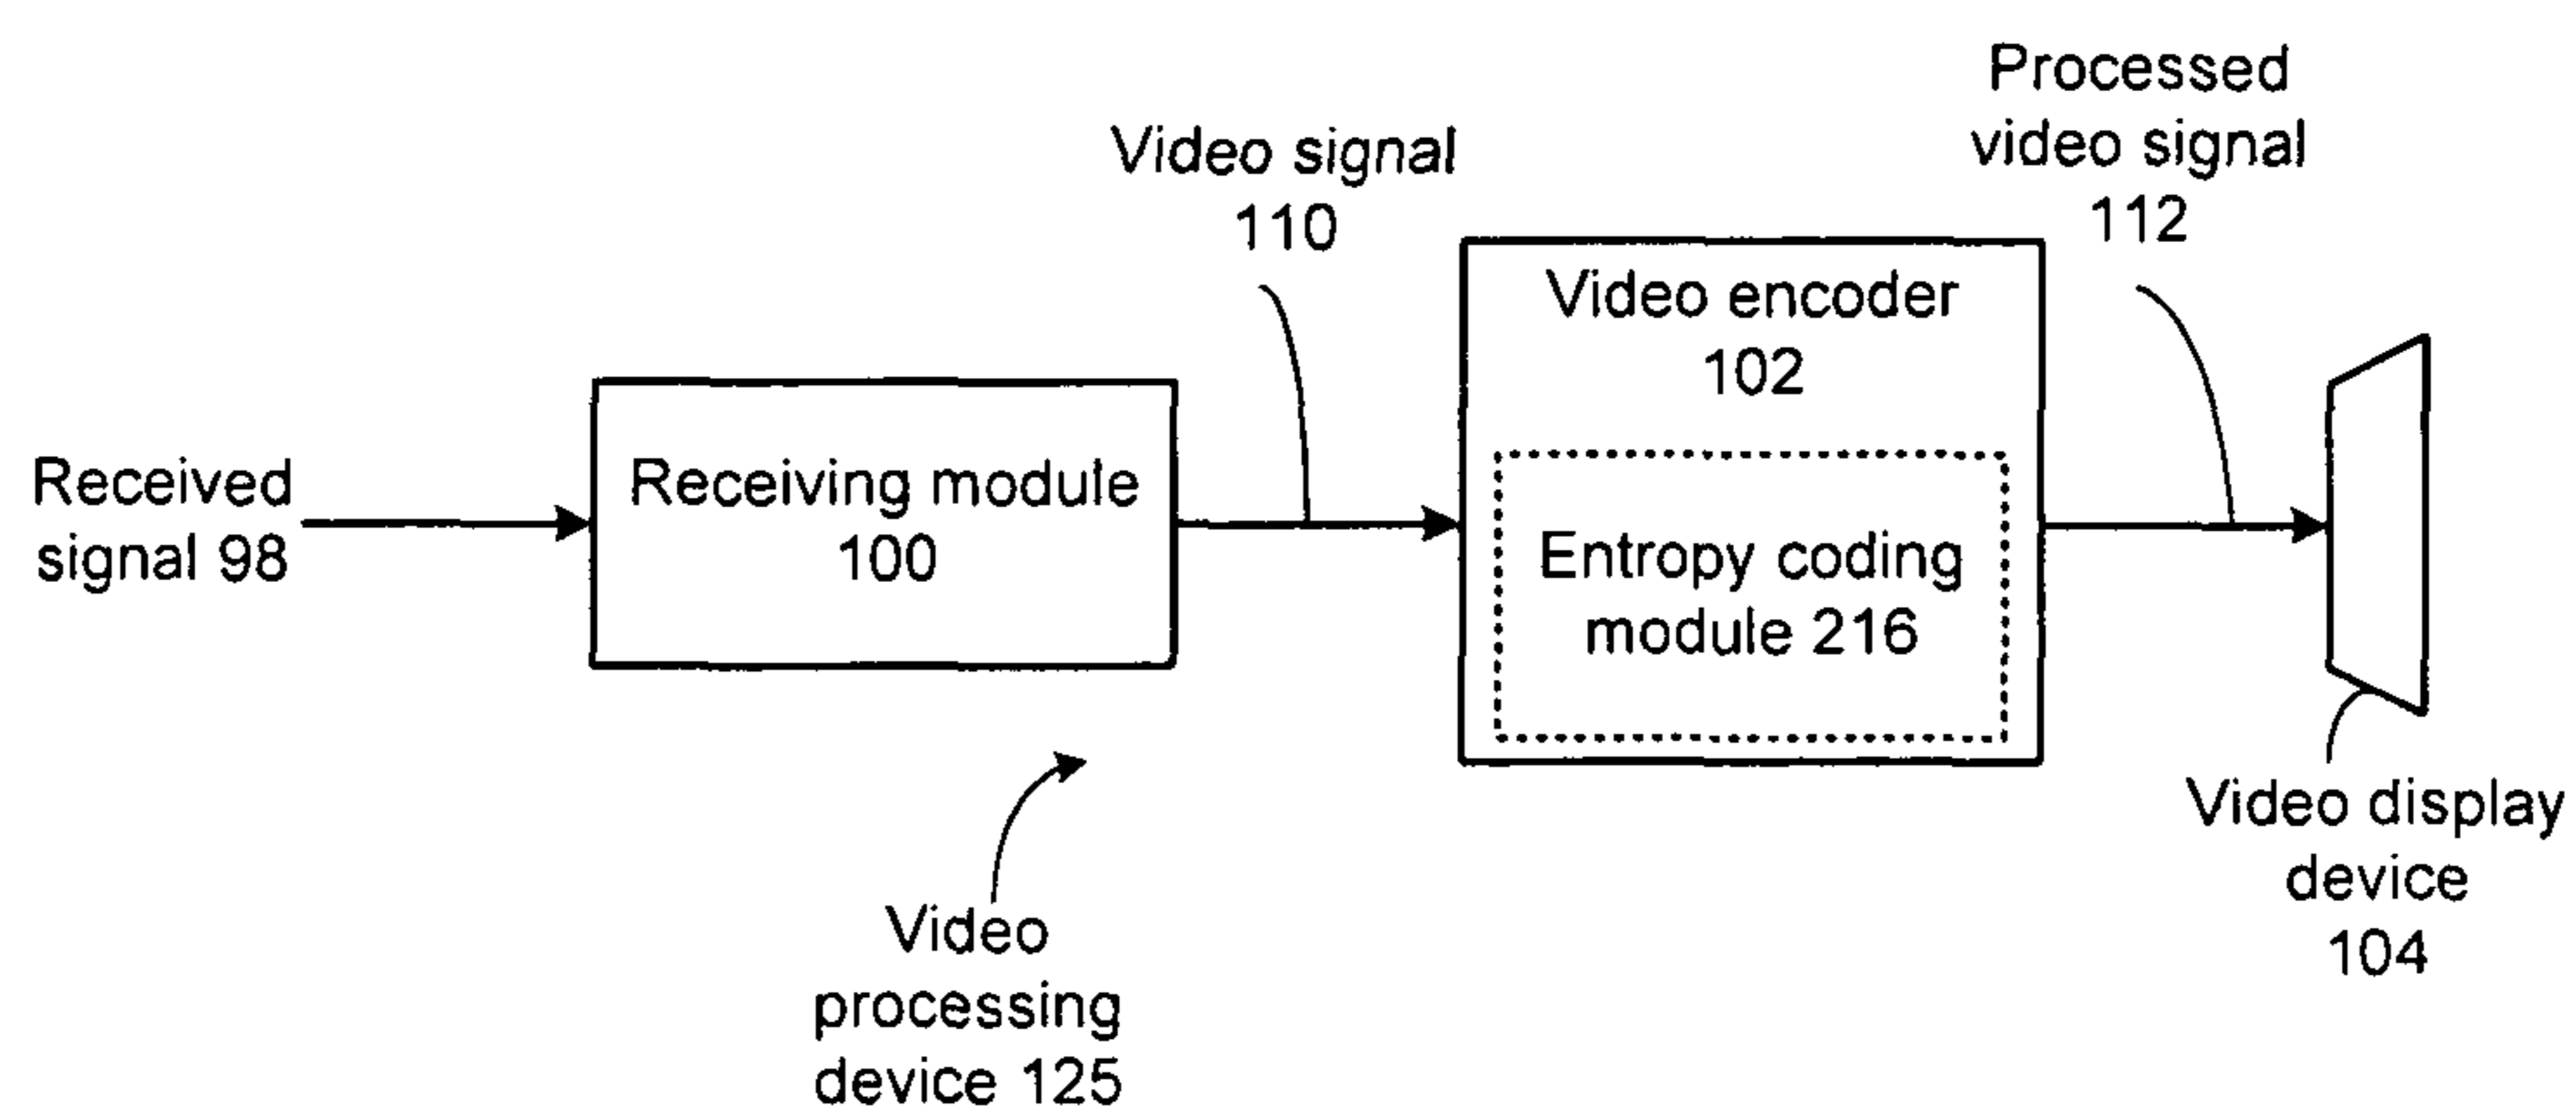 Processed
video signal
112
Video signal
110
Video encoder
102
Received
signal 98
Receiving module
100
Entropy coding
module 216
Video display
device
104
Video
processing
device 125